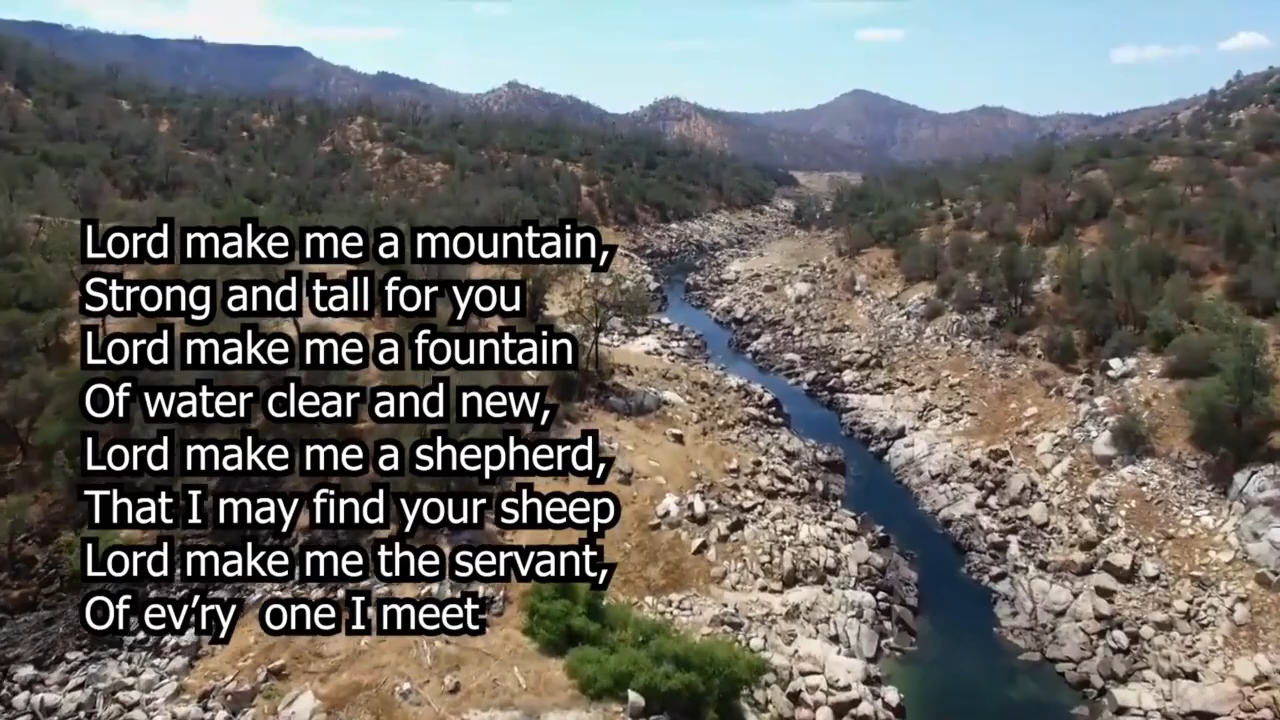 Lord make me a mountain,
Strong and tall for you
Lord make me a fountain
Of water clear and new,
Lord make me a shepherd,
That I may find your sheep
Lord make me the servant,
Of ev’ry  one I meet